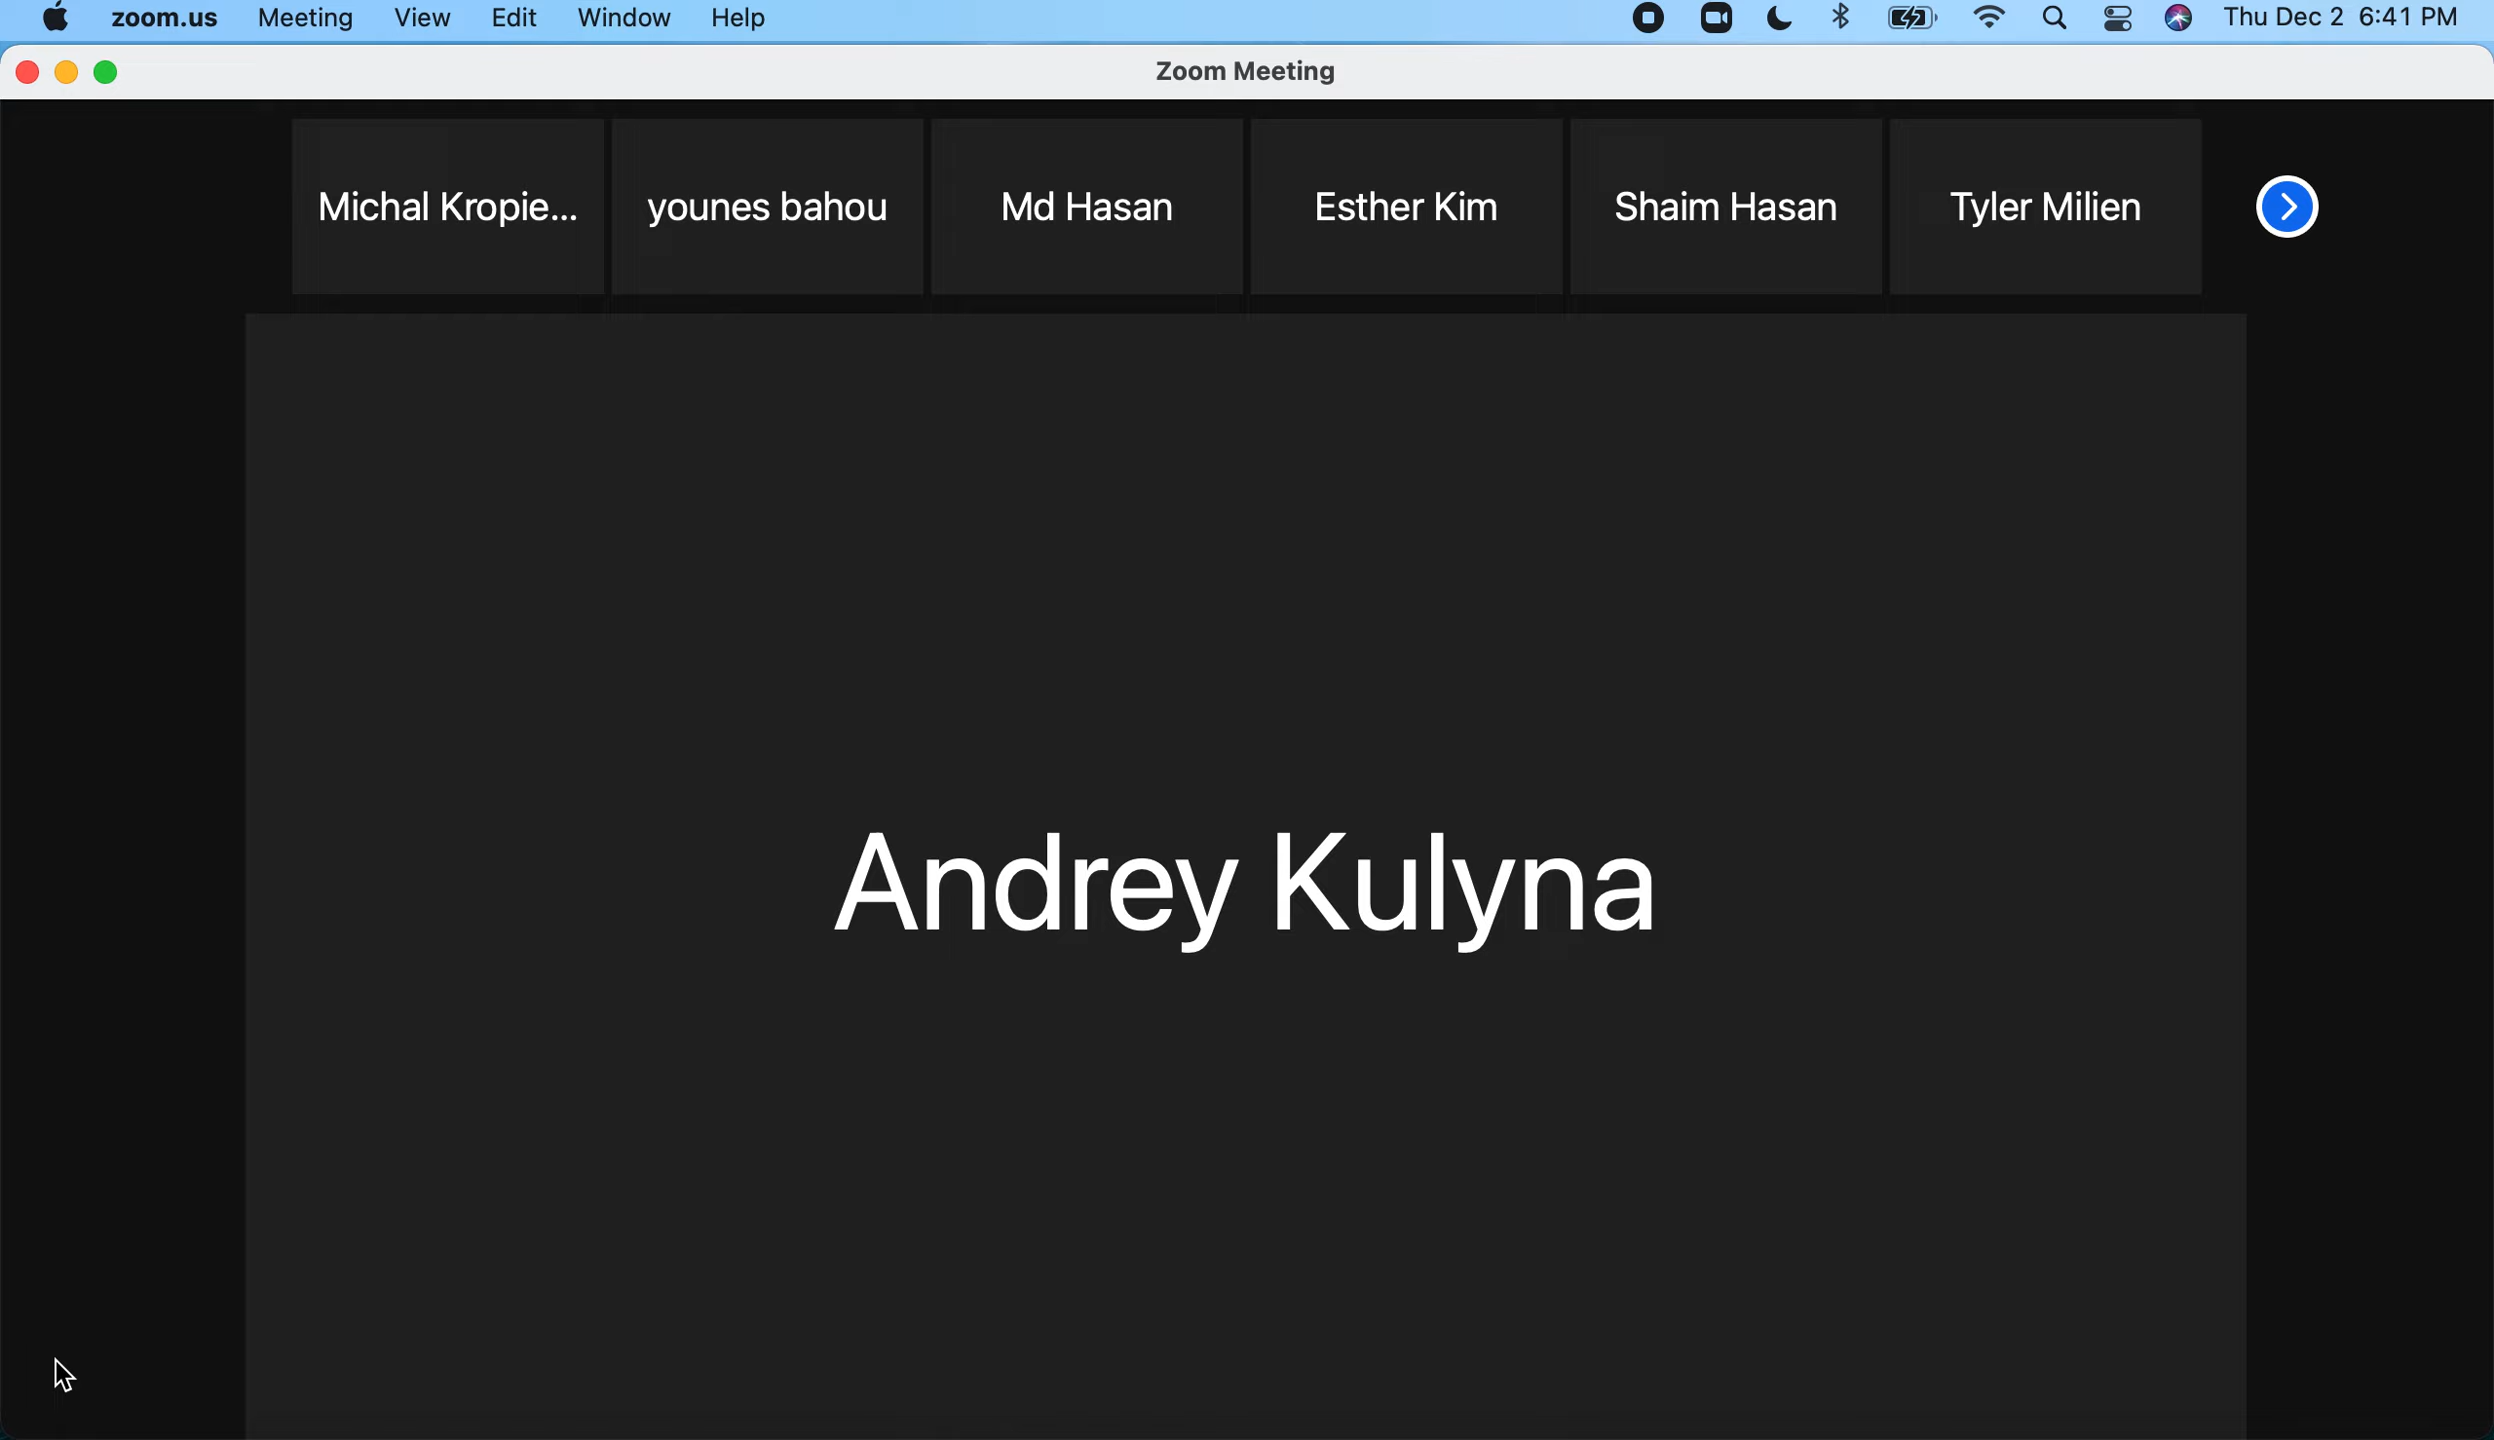 zoom.us Meeting View Edit Window Help Thu Dec 2 6:41 PM
Zoom Meeting
Michal Kropie... younes bahou Md Hasan Esther Kim Shaim Hasan Tyler Milien
Andrey Kulyna